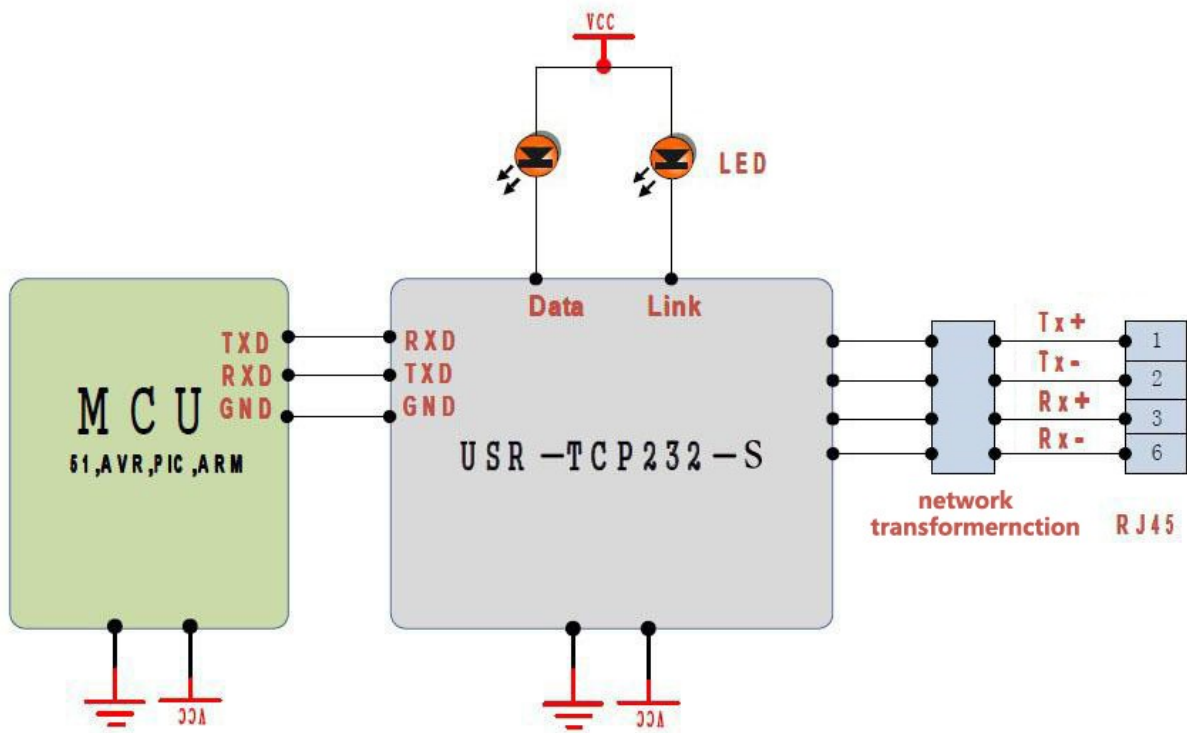 VCC
LED
Data Link
TXD
RXD
GND
MCU
51,AVR,PIC,ARM
RXD
TXD
GND
USR-TCP232-S
Tx+
Tx-
Rx+
Rx-
1
2
3
6
network
transformernction
RJ45
VCC
VCC